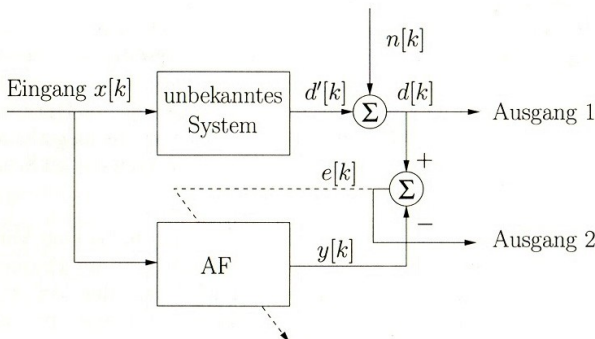 n[k]
Eingang x[k]
unbekanntes
System
d'[k]
Σ
d[k]
Ausgang 1
+
e[k]
Σ
−
Ausgang 2
AF
y[k]